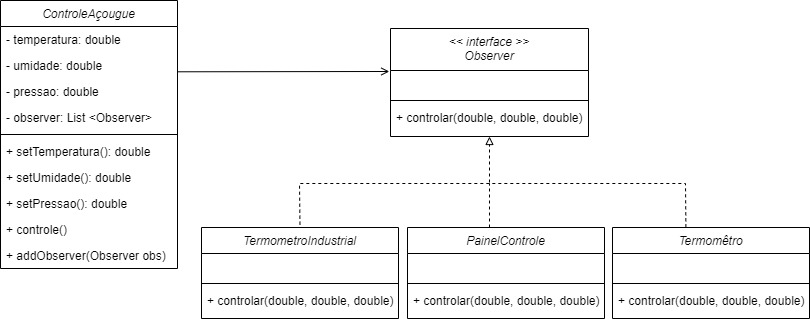 ControleAçougue
- temperatura: double
- umidade: double
- pressao: double
- observer: List <Observer>
+ setTemperatura(): double
+ setUmidade(): double
+ setPressao(): double
+ controle()
+ addObserver(Observer obs)
<< interface >>
Observer
+ controlar(double, double, double)
TermometroIndustrial
+ controlar(double, double, double)
PainelControle
+ controlar(double, double, double)
Termomêtro
+ controlar(double, double, double)